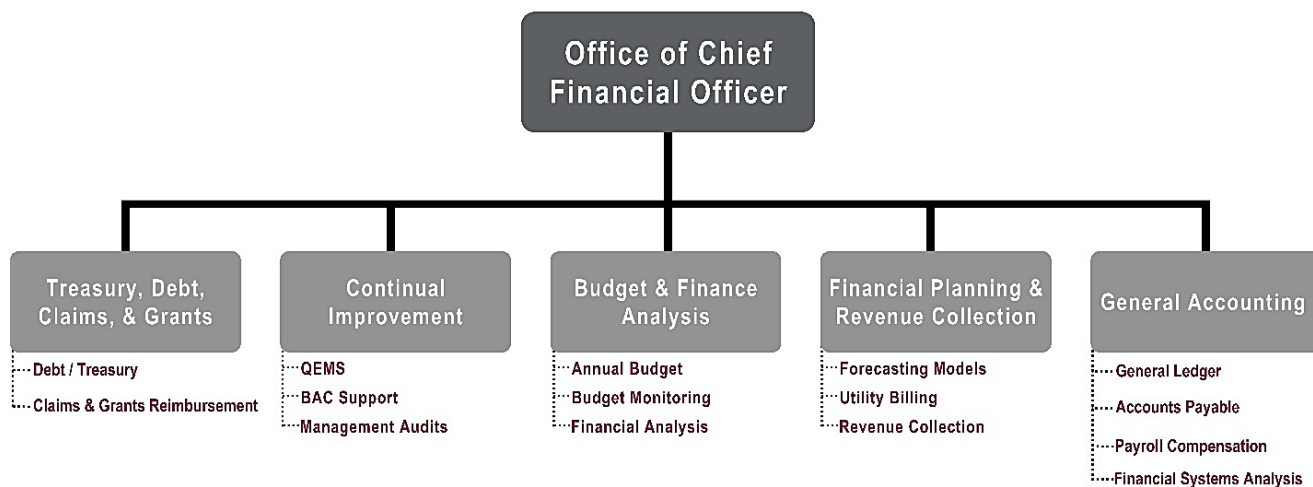 Office of Chief
Financial Officer
Treasury, Debt,
Claims, & Grants
Debt / Treasury
Claims & Grants Reimbursement
Continual
Improvement
QEMS
BAC Support
Management Audits
Budget & Finance
Analysis
Annual Budget
Budget Monitoring
Financial Analysis
Financial Planning &
Revenue Collection
Forecasting Models
Utility Billing
Revenue Collection
General Accounting
General Ledger
Accounts Payable
Payroll Compensation
Financial Systems Analysis